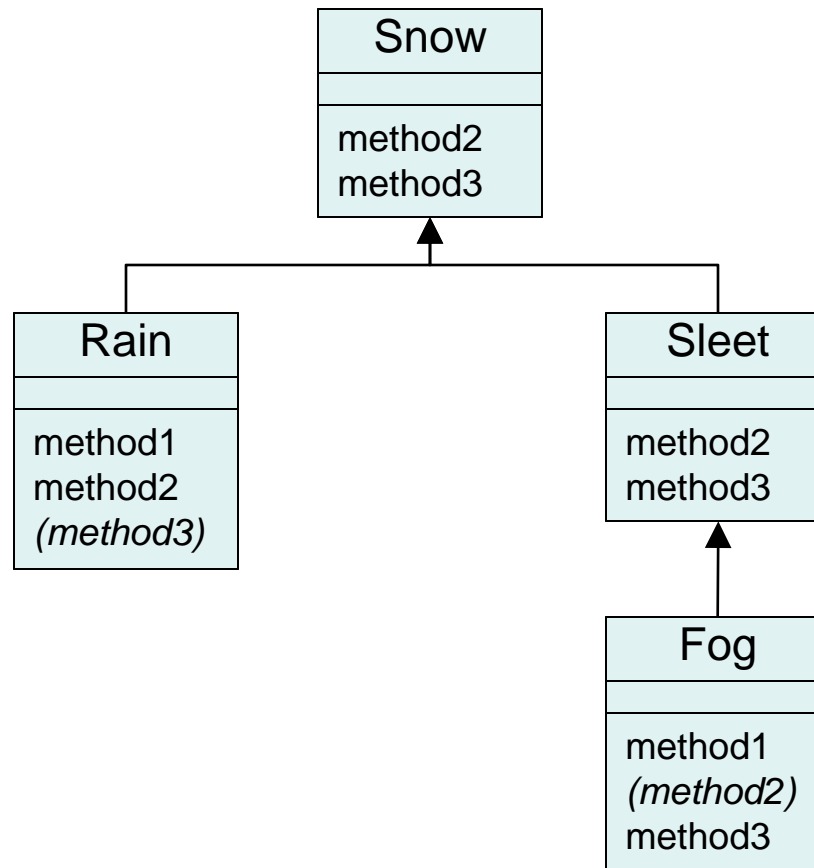 Snow
method2
method3
Rain
method1
method2
(method3)
Sleet
method2
method3
Fog
method1
(method2)
method3